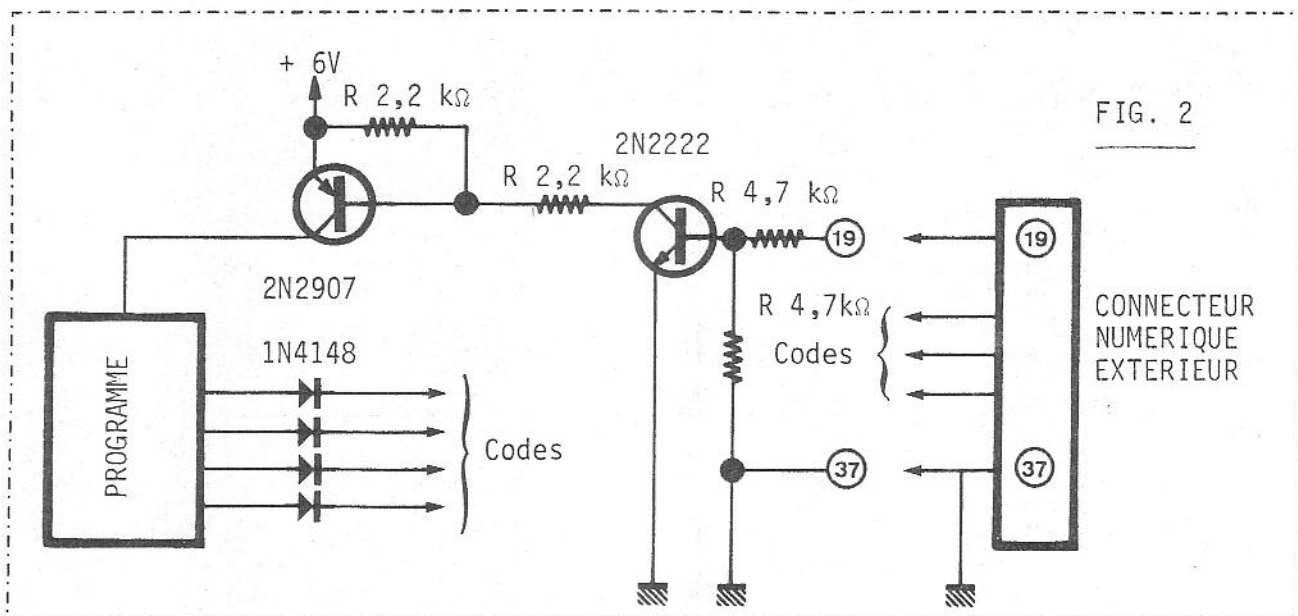 + 6V
R 2,2 kΩ
FIG. 2
2N2222
R 2,2 kΩ
R 4,7 kΩ
19
19
2N2907
R 4,7kΩ
Codes
CONNECTEUR
NUMERIQUE
EXTERIEUR
1N4148
PROGRAMME
Codes
37
37